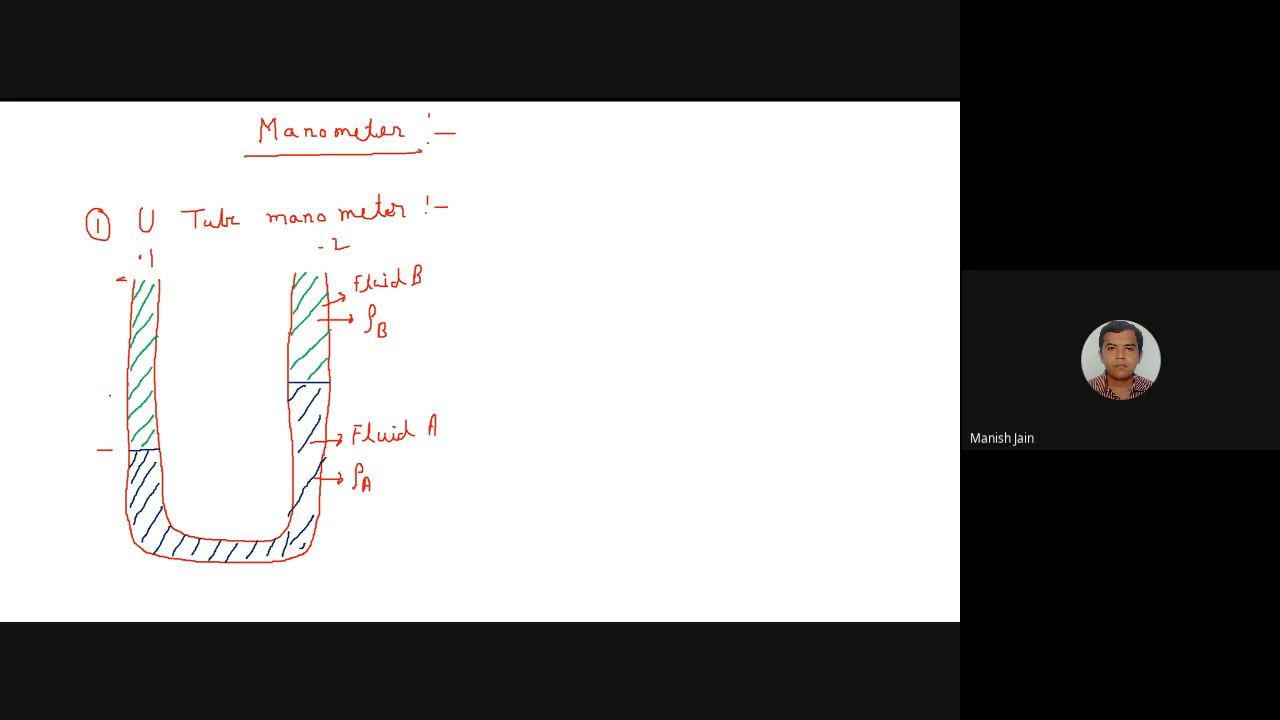 Manometer :-
① U Tube manometer :-
.1
.2
Fluid B
ρB
Fluid A
ρA
Manish Jain